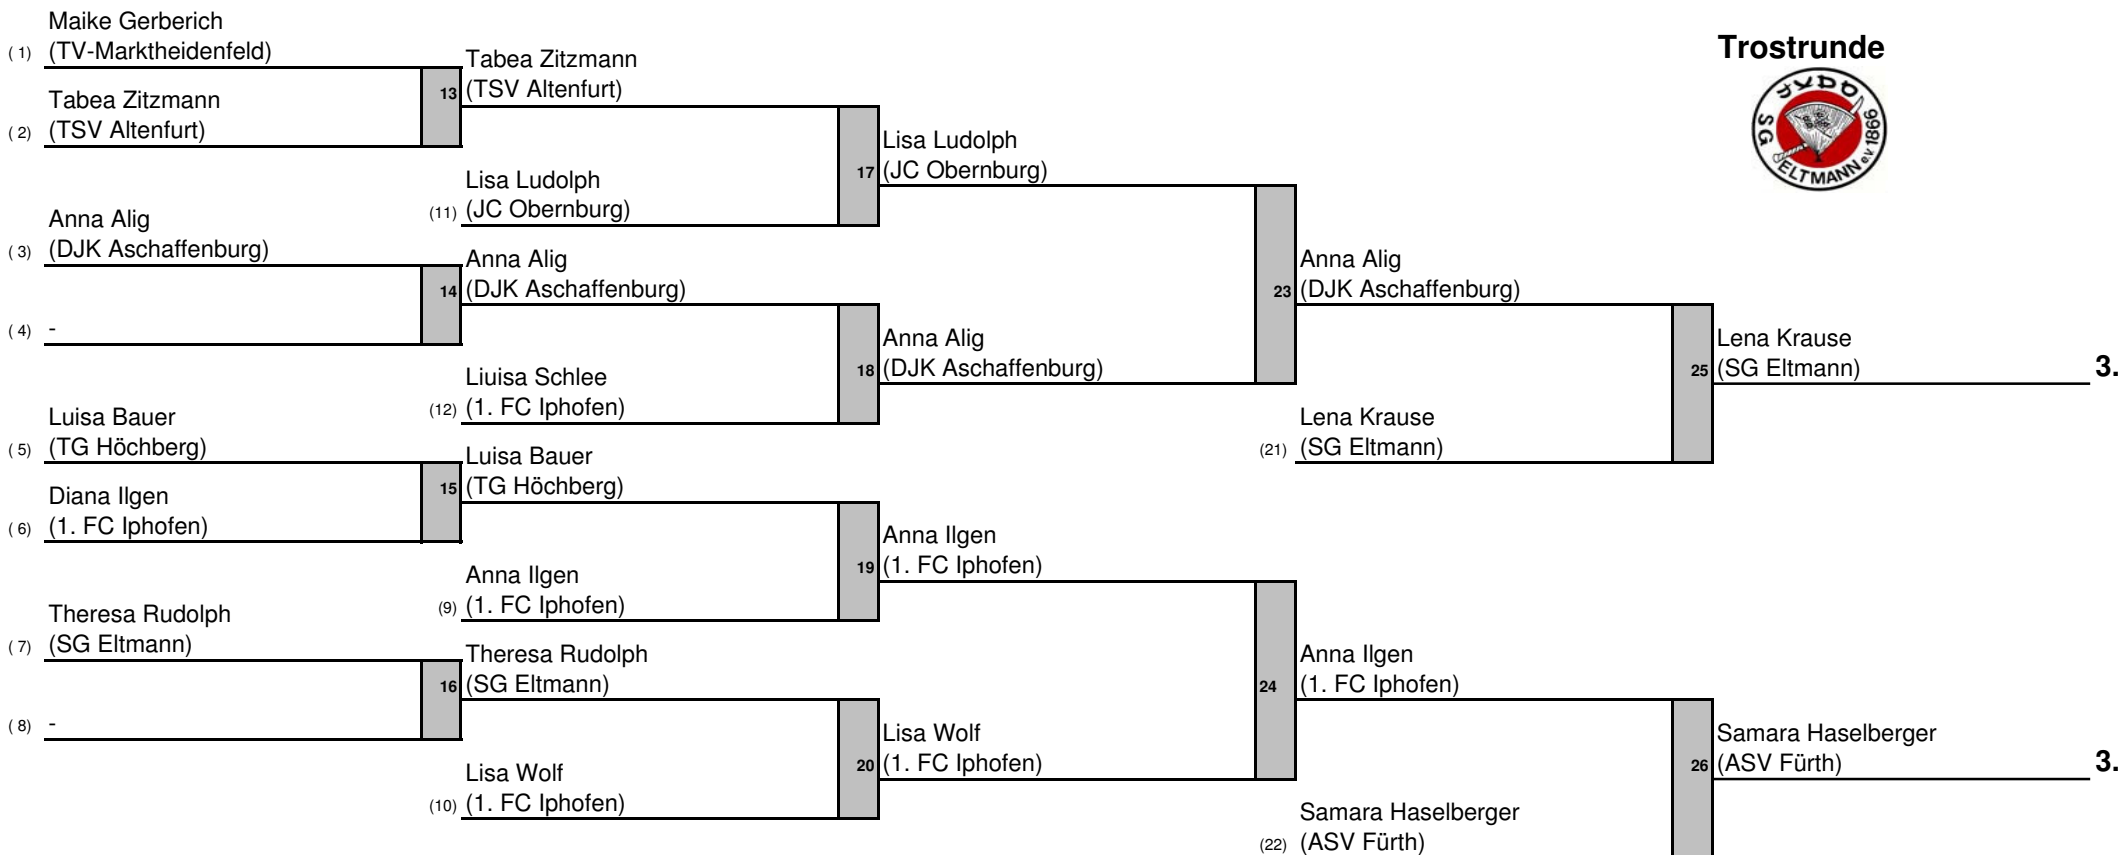 Trostrunde
JUDO
SG ELTMANN e.V. 1866
Maike Gerberich
( 1) (TV-Marktheidenfeld)
Tabea Zitzmann
( 2) (TSV Altenfurt)
Anna Alig
( 3) (DJK Aschaffenburg)
( 4) -
Luisa Bauer
( 5) (TG Höchberg)
Diana Ilgen
( 6) (1. FC Iphofen)
Theresa Rudolph
( 7) (SG Eltmann)
( 8) -
Tabea Zitzmann
13 (TSV Altenfurt)
Lisa Ludolph
(11) (JC Obernburg)
Anna Alig
14 (DJK Aschaffenburg)
Liuisa Schlee
(12) (1. FC Iphofen)
Luisa Bauer
15 (TG Höchberg)
Anna Ilgen
(9) (1. FC Iphofen)
Theresa Rudolph
16 (SG Eltmann)
Lisa Wolf
(10) (1. FC Iphofen)
Lisa Ludolph
17 (JC Obernburg)
Anna Alig
18 (DJK Aschaffenburg)
Anna Ilgen
19 (1. FC Iphofen)
Lisa Wolf
20 (1. FC Iphofen)
Anna Alig
23 (DJK Aschaffenburg)
Lena Krause
(21) (SG Eltmann)
Anna Ilgen
24 (1. FC Iphofen)
Samara Haselberger
(22) (ASV Fürth)
Lena Krause
25 (SG Eltmann) 3.
Samara Haselberger
26 (ASV Fürth) 3.